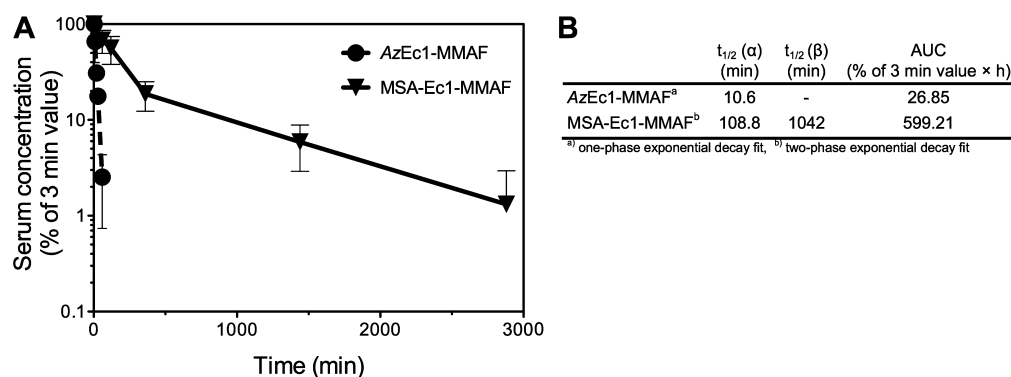 A
Serum concentration
(% of 3 min value)
100
10
1
0.1
0
1000
2000
3000
Time (min)
AzEc1-MMAF
MSA-Ec1-MMAF
B
t1/2 (α) t1/2 (β) AUC
(min) (min) (% of 3 min value × h)
AzEc1-MMAFa 10.6 - 26.85
MSA-Ec1-MMAFb 108.8 1042 599.21
a) one-phase exponential decay fit, b) two-phase exponential decay fit